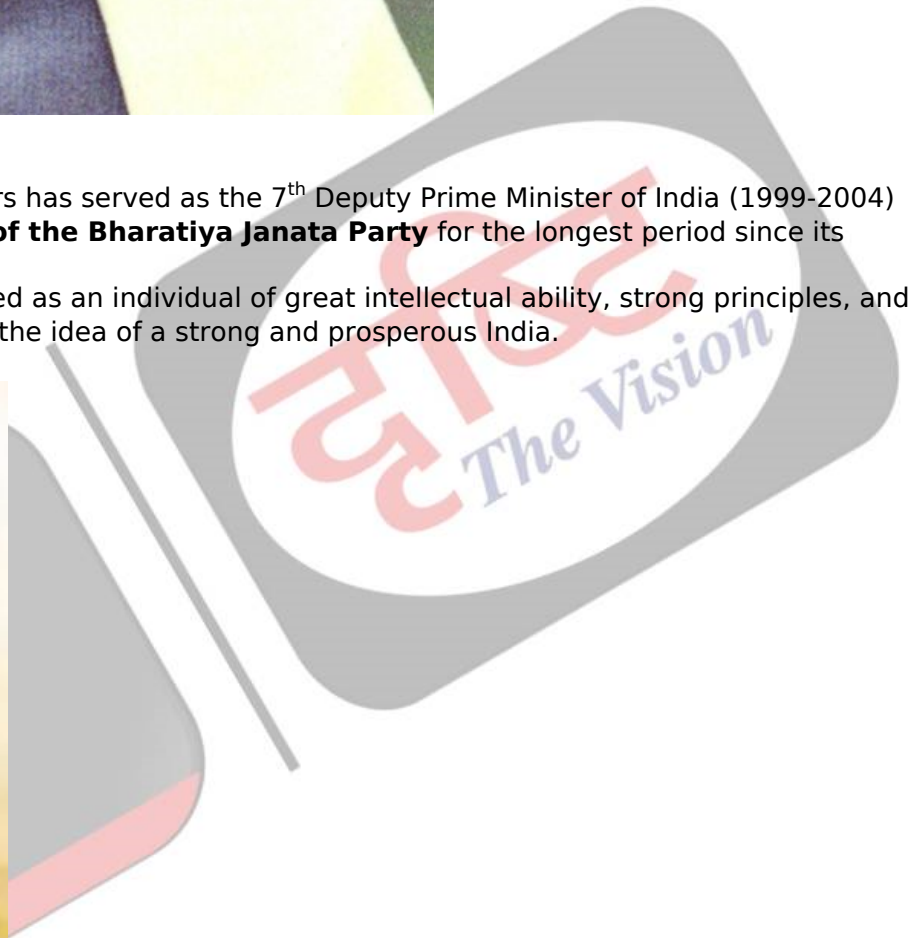 rs has served as the 7th Deputy Prime Minister of India (1999-2004)
of the Bharatiya Janata Party for the longest period since its
ed as an individual of great intellectual ability, strong principles, and
the idea of a strong and prosperous India.
दृष्टि
The Vision